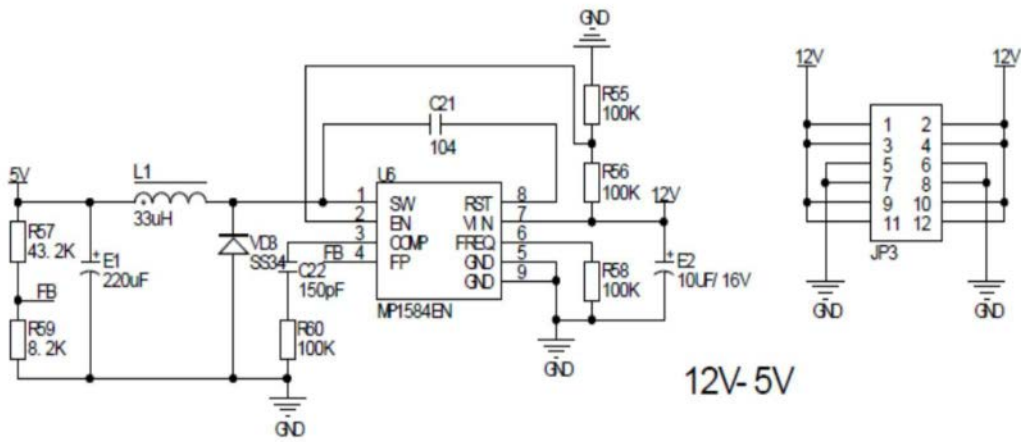 GND
R55
100K
C21
104
R56
100K
12V
5V
L1
33uH
U6
1 SW RST 8
2 EN VIN 7
3 COMP FREQ 6
4 FP GND 5
GND 9
MP1584EN
R57
43. 2K
E1
220uF
FB
R59
8. 2K
VD3
SS34
FB
C22
150pF
R60
100K
GND
R58
100K
E2
10UF/ 16V
GND
12V 12V
1 2
3 4
5 6
7 8
9 10
11 12
JP3
GND GND
12V- 5V